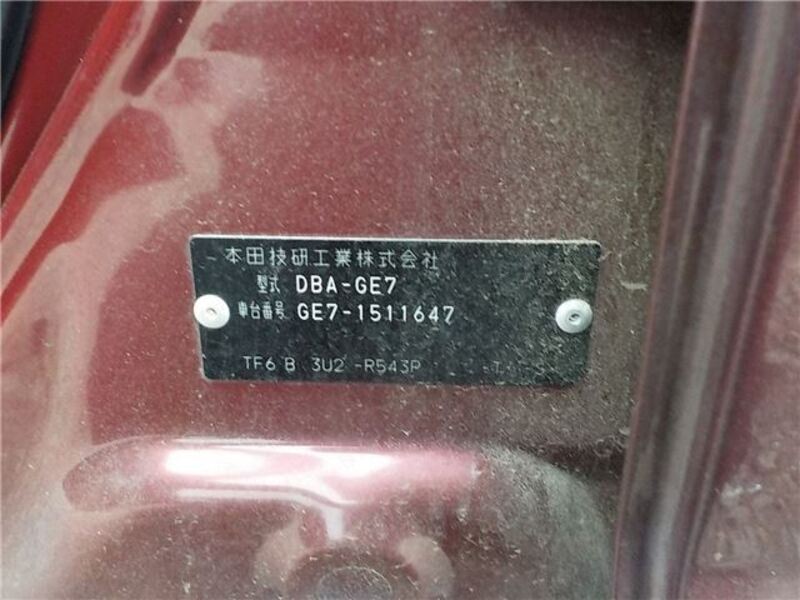 本田技研工業株式会社
型式 DBA-GE7
車台番号 GE7-1511647
TF6 B 3U2 -R543P